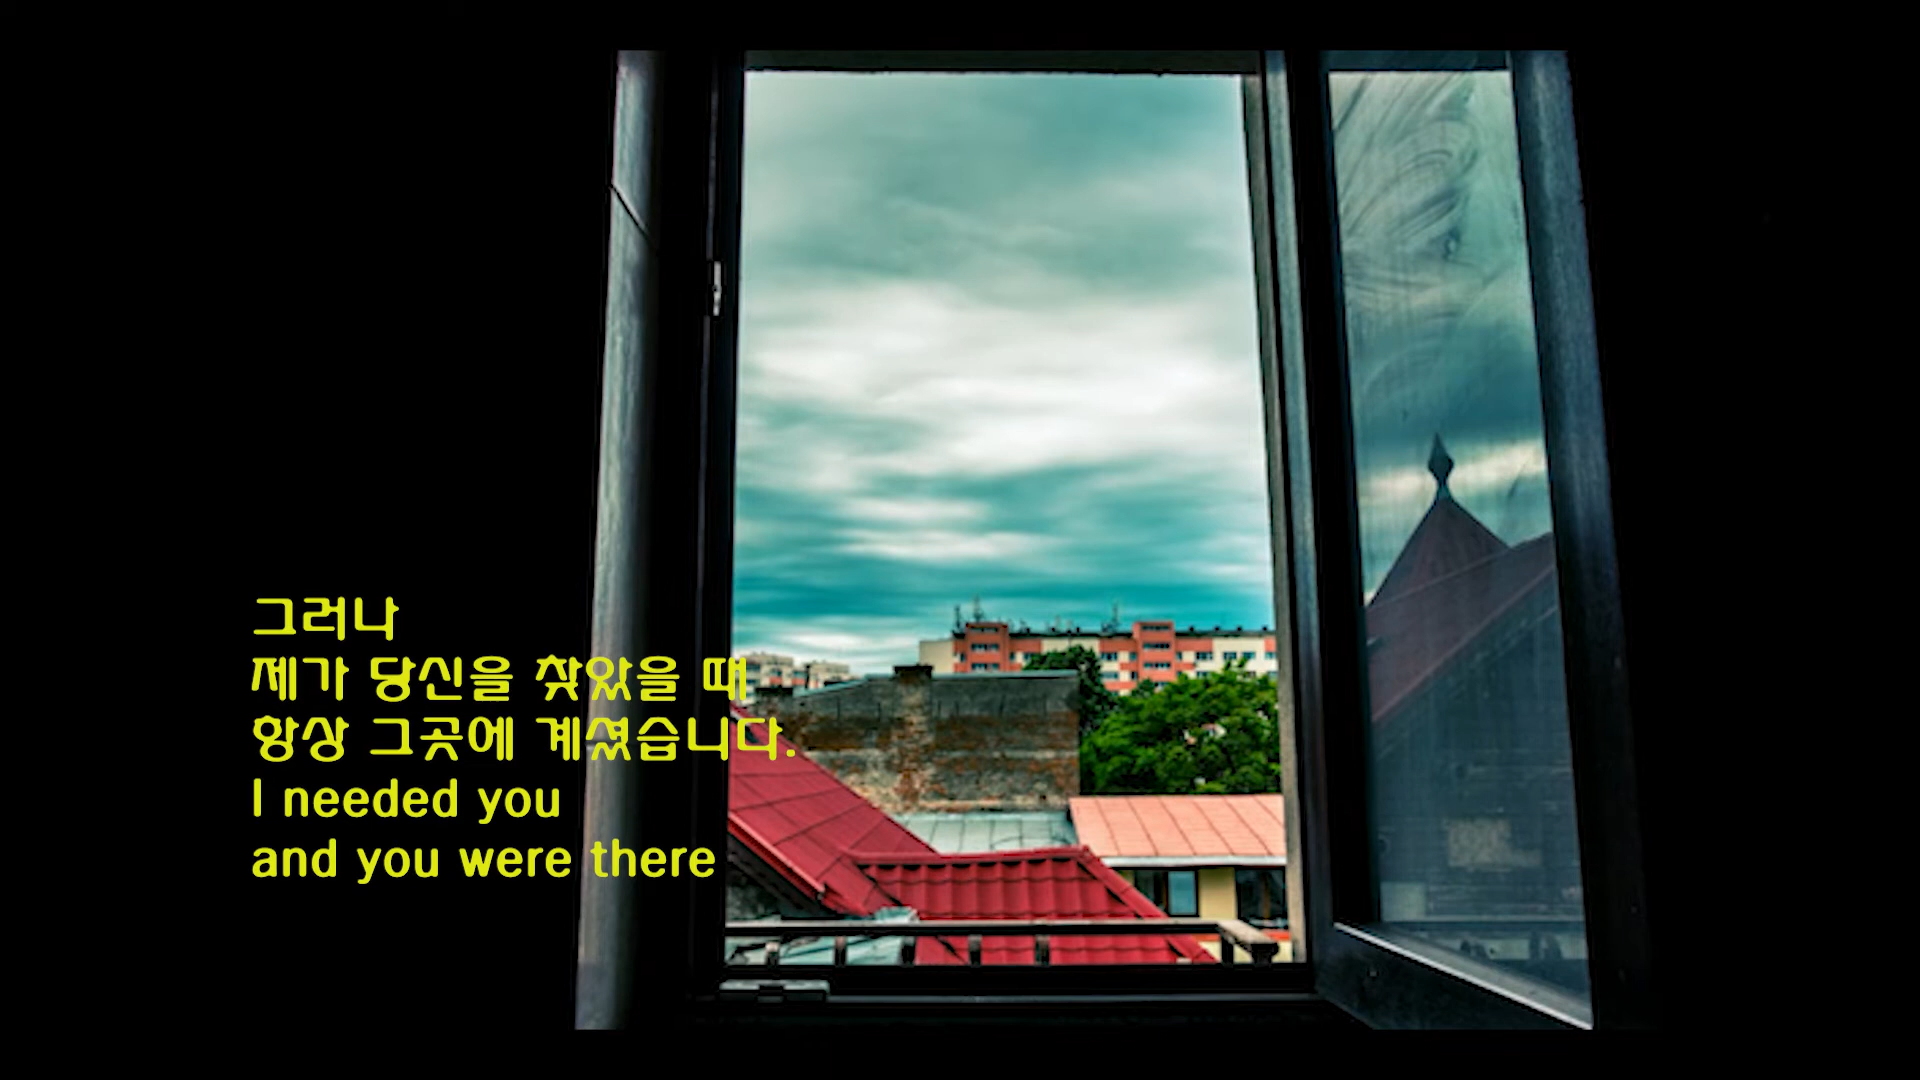 그러나
제가 당신을 찾았을 때
항상 그곳에 계셨습니다.
I needed you
and you were there